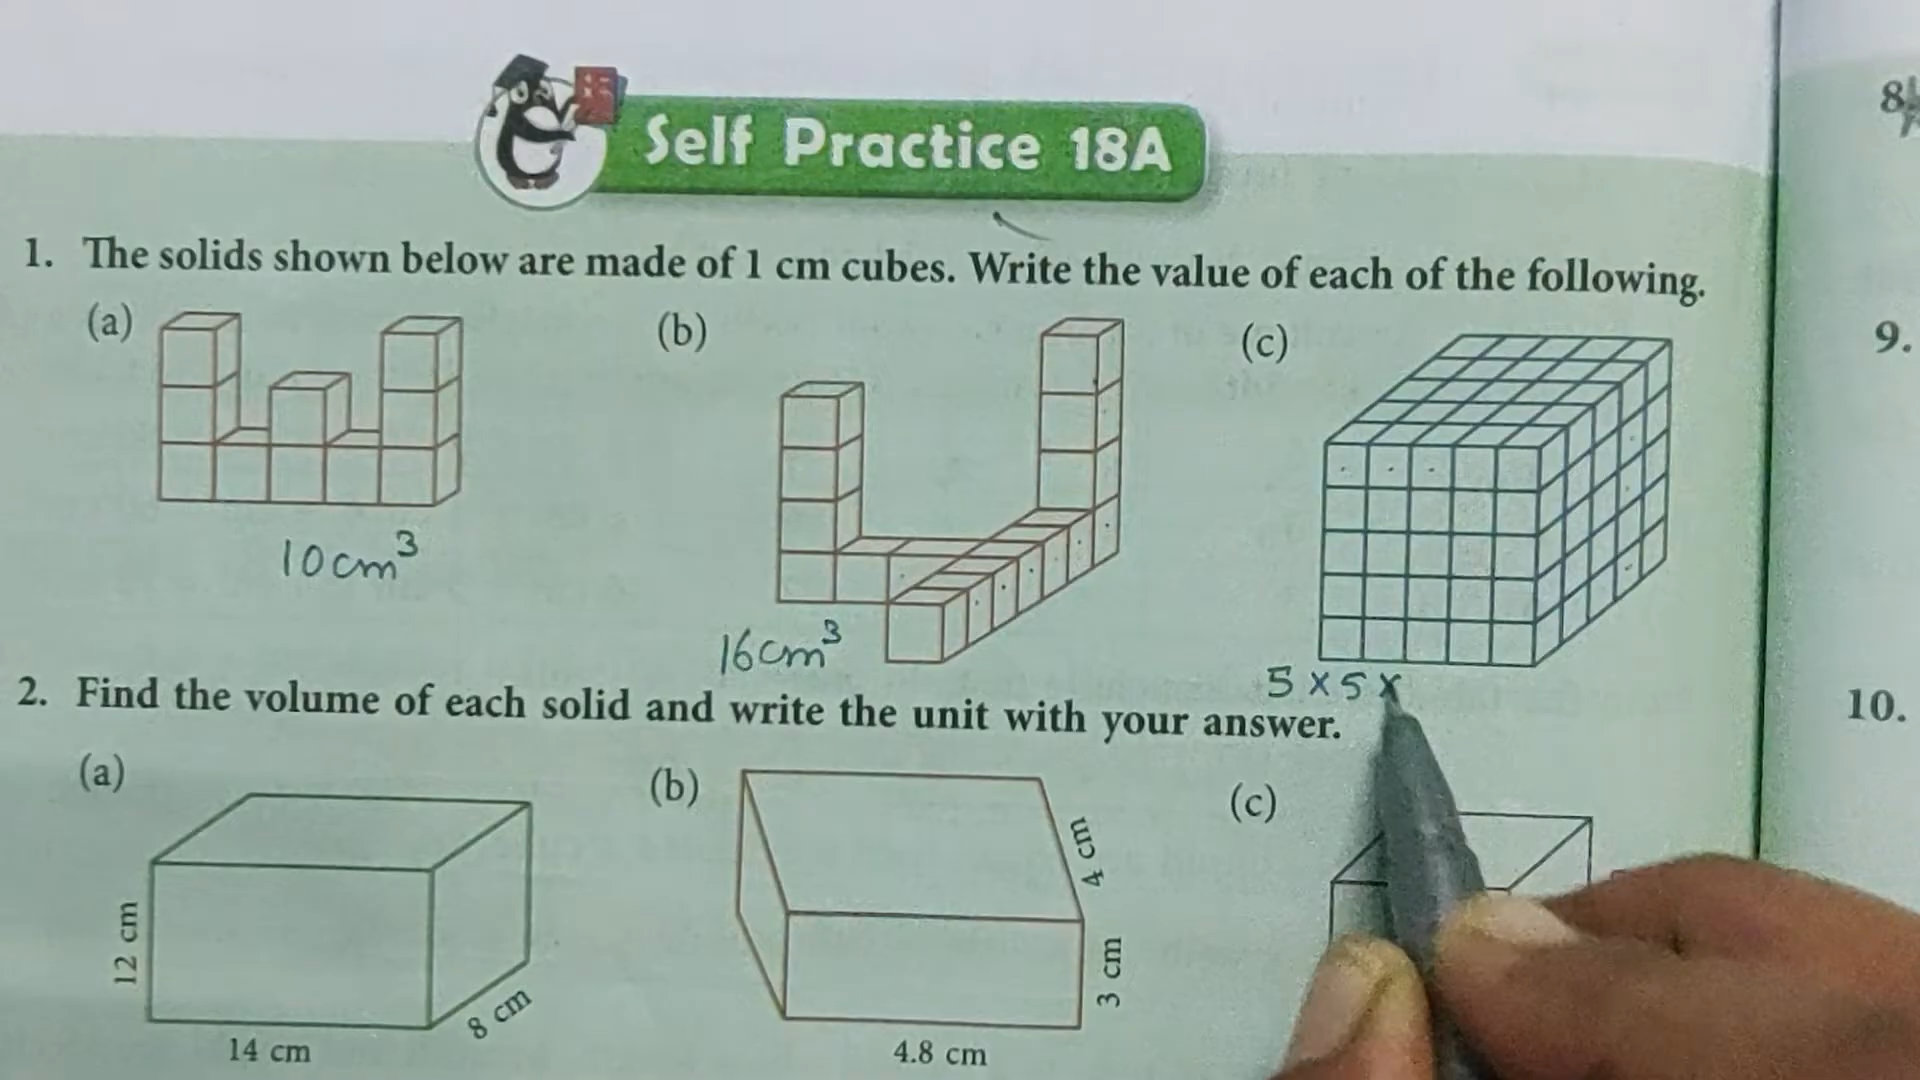 Self Practice 18A
8
1. The solids shown below are made of 1 cm cubes. Write the value of each of the following.
(a) (b) (c)
9.
10cm³
16cm³
5×5×
2. Find the volume of each solid and write the unit with your answer.
10.
(a) (b) (c)
12 cm
14 cm
8 cm
4 cm
3 cm
4.8 cm